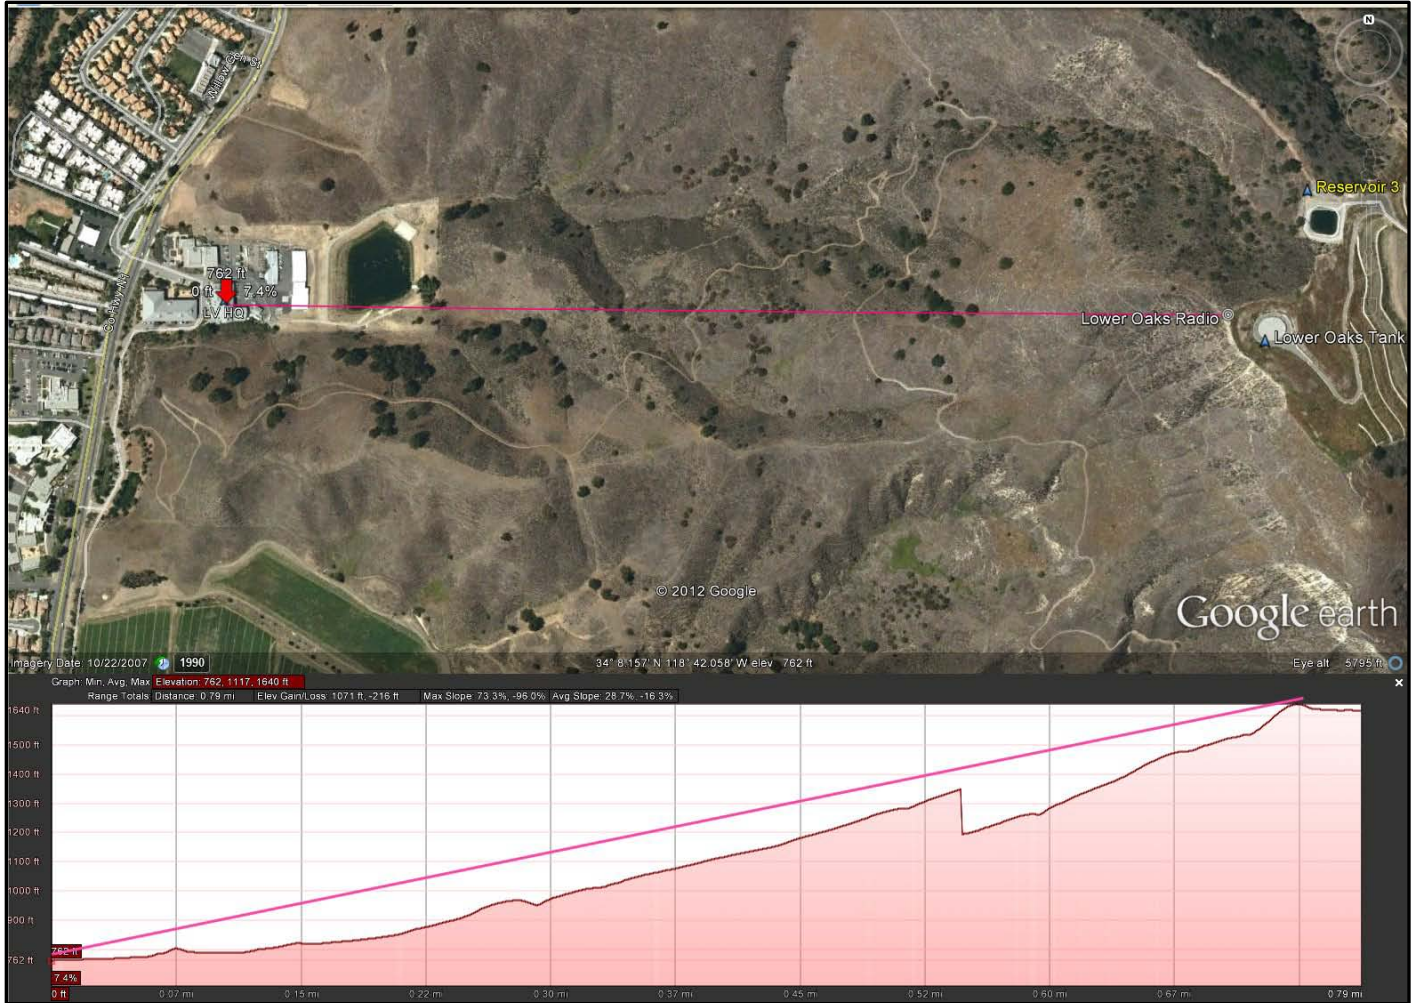 N
Willow Glen St
Reservoir 3
762 ft
0 ft 7.4%
LV HQ
Co Hwy N1
Lower Oaks Radio
Lower Oaks Tank
© 2012 Google
Google earth
Imagery Date: 10/22/2007 1990 34° 8.157' N 118° 42.058' W elev 762 ft Eye alt 5795 ft
Graph: Min, Avg, Max Elevation: 762, 1117, 1640 ft
Range Totals: Distance: 0.79 mi Elev Gain/Loss: 1071 ft, -216 ft Max Slope: 73.3%, -96.0% Avg Slope: 28.7%, -16.3%
1640 ft
1500 ft
1400 ft
1300 ft
1200 ft
1100 ft
1000 ft
900 ft
762 ft
762 ft
7.4%
0 ft 0.07 mi 0.15 mi 0.22 mi 0.30 mi 0.37 mi 0.45 mi 0.52 mi 0.60 mi 0.67 mi 0.79 mi